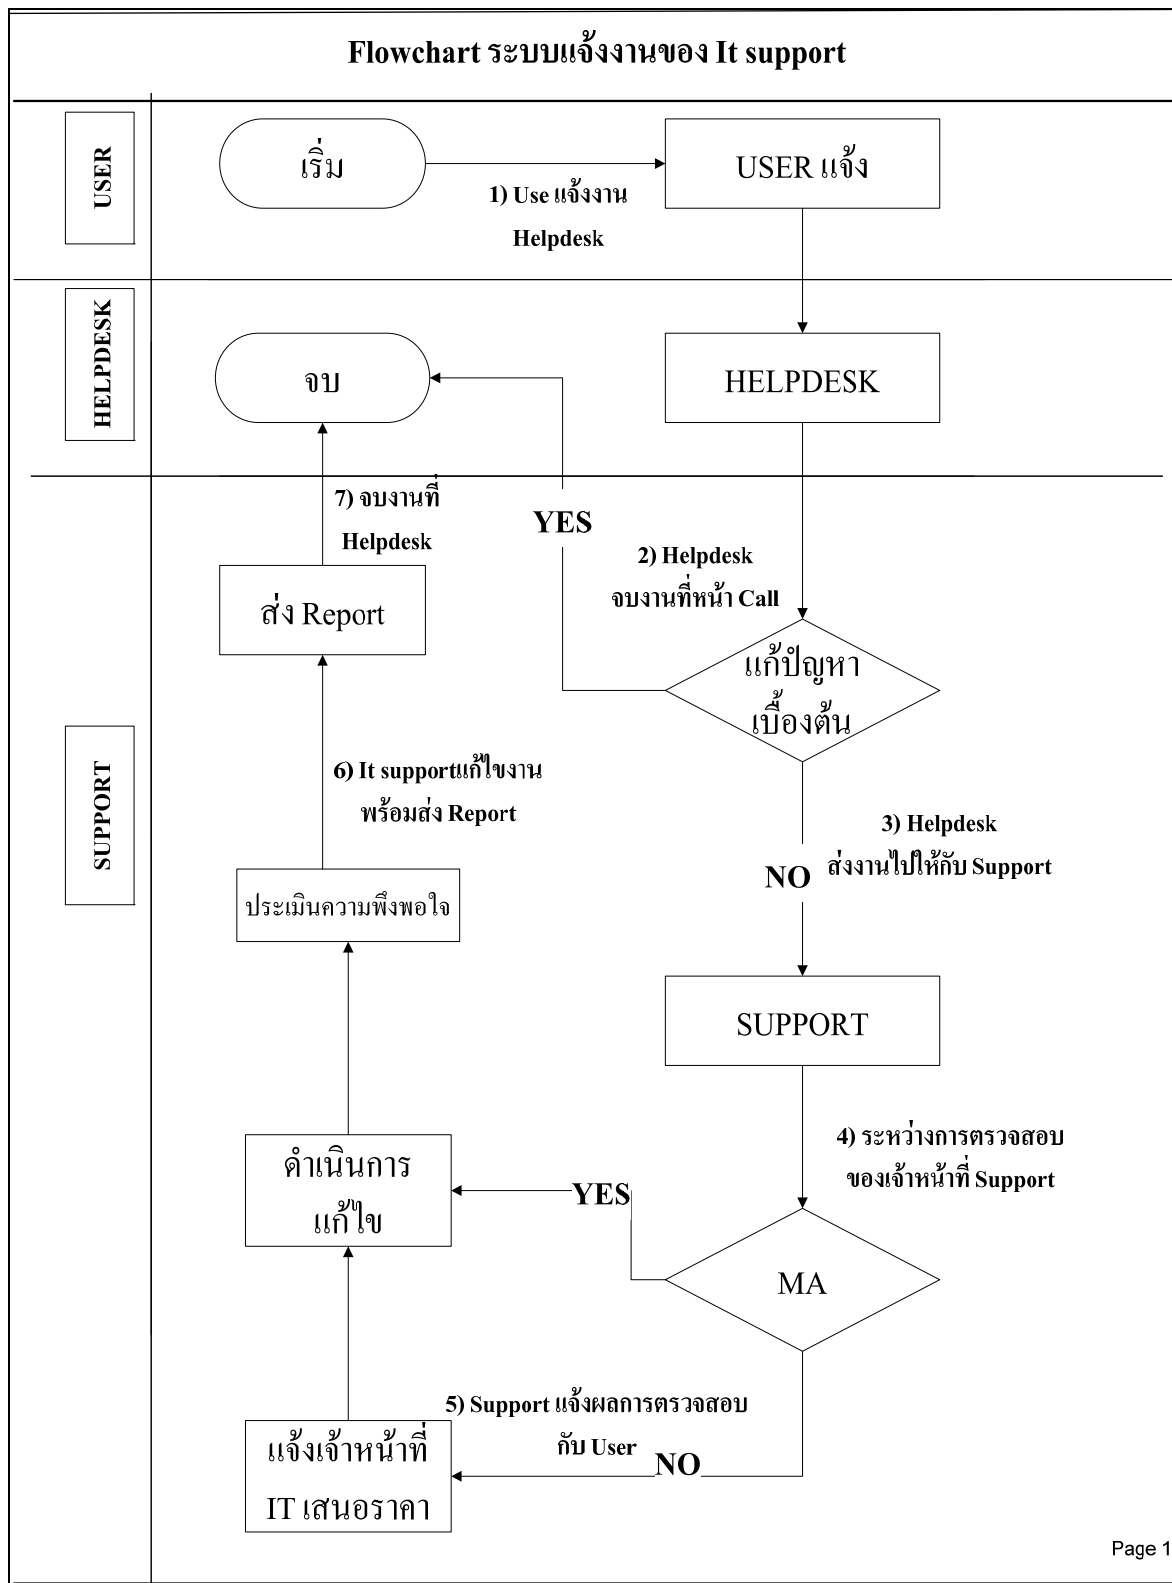 Flowchart ระบบแจ้งงานของ It support
USER
เริ่ม
USER แจ้ง
1) Use แจ้งงาน
Helpdesk
HELPDESK
จบ
HELPDESK
7) จบงานที่
Helpdesk
YES
2) Helpdesk
จบงานที่หน้า Call
ส่ง Report
แก้ปัญหา
เบื้องต้น
SUPPORT
6) It supportแก้ไขงาน
พร้อมส่ง Report
3) Helpdesk
ส่งงานไปให้กับ Support
NO
ประเมินความพึงพอใจ
SUPPORT
4) ระหว่างการตรวจสอบ
ของเจ้าหน้าที่ Support
ดำเนินการ
แก้ไข
YES
MA
5) Support แจ้งผลการตรวจสอบ
กับ User
NO
แจ้งเจ้าหน้าที่
IT เสนอราคา
Page 1